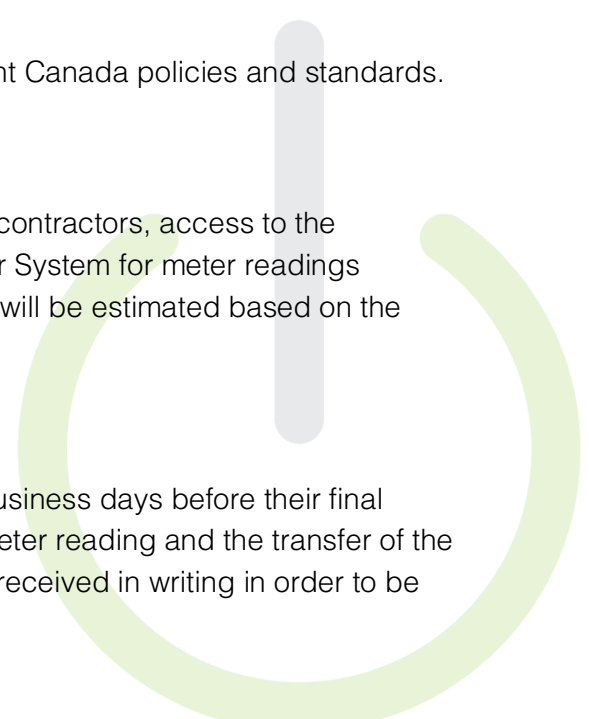 nt Canada policies and standards.
contractors, access to the
r System for meter readings
will be estimated based on the
usiness days before their final
eter reading and the transfer of the
received in writing in order to be